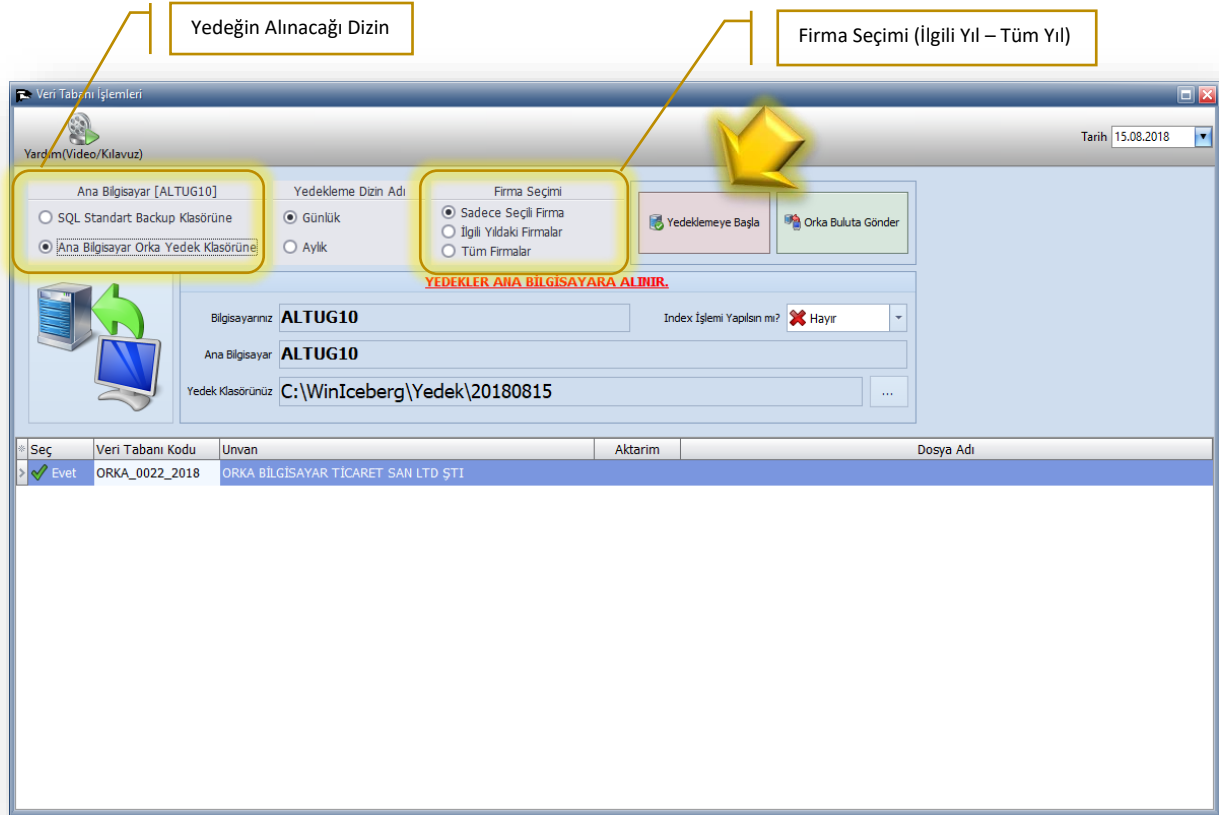 Yedeğin Alınacağı Dizin
Firma Seçimi (İlgili Yıl – Tüm Yıl)
Veri Tabanı İşlemleri
Yardım(Video/Kılavuz)
Tarih 15.08.2018
Ana Bilgisayar [ALTUG10]
SQL Standart Backup Klasörüne
Ana Bilgisayar Orka Yedek Klasörüne
Yedekleme Dizin Adı
Günlük
Aylık
Firma Seçimi
Sadece Seçili Firma
İlgili Yıldaki Firmalar
Tüm Firmalar
Yedeklemeye Başla
Orka Buluta Gönder
YEDEKLER ANA BİLGİSAYARA ALINIR.
Bilgisayarınız ALTUG10
Index İşlemi Yapılsın mı? Hayır
Ana Bilgisayar ALTUG10
Yedek Klasörünüz C:\WinIceberg\Yedek\20180815 ...
Seç Veri Tabanı Kodu Unvan Aktarim Dosya Adı
Evet ORKA_0022_2018 ORKA BİLGİSAYAR TİCARET SAN LTD ŞTI